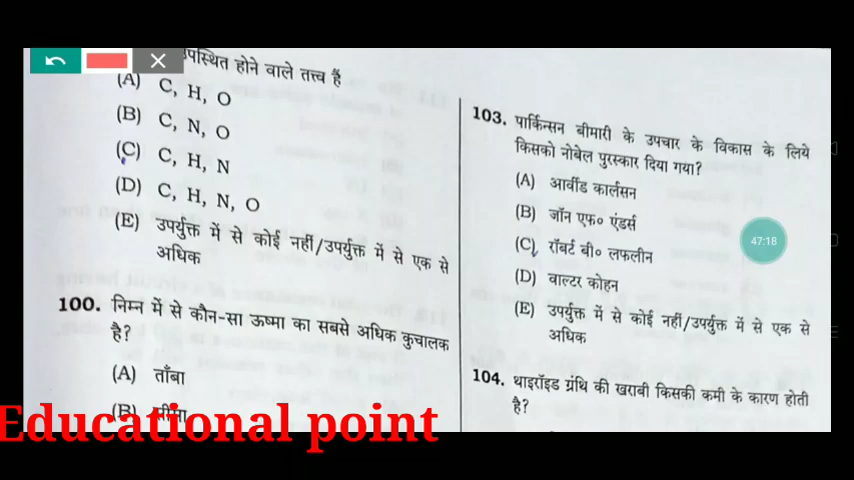 उपस्थित होने वाले तत्त्व हैं
(A) C, H, O
(B) C, N, O
(C) C, H, N
(D) C, H, N, O
(E) उपर्युक्त में से कोई नहीं/उपर्युक्त में से एक से
अधिक
100. निम्न में से कौन-सा ऊष्मा का सबसे अधिक कुचालक
है?
(A) ताँबा
(B) सीसा
103. पार्किन्सन बीमारी के उपचार के विकास के लिये
किसको नोबेल पुरस्कार दिया गया?
(A) आर्वीड कार्लसन
(B) जॉन एफ० एंडर्स
(C) रॉबर्ट बी० लफलीन
(D) वाल्टर कोहन
(E) उपर्युक्त में से कोई नहीं/उपर्युक्त में से एक से
अधिक
104. थाइरॉइड ग्रंथि की खराबी किसकी कमी के कारण होती
है?
47:18
Educational point